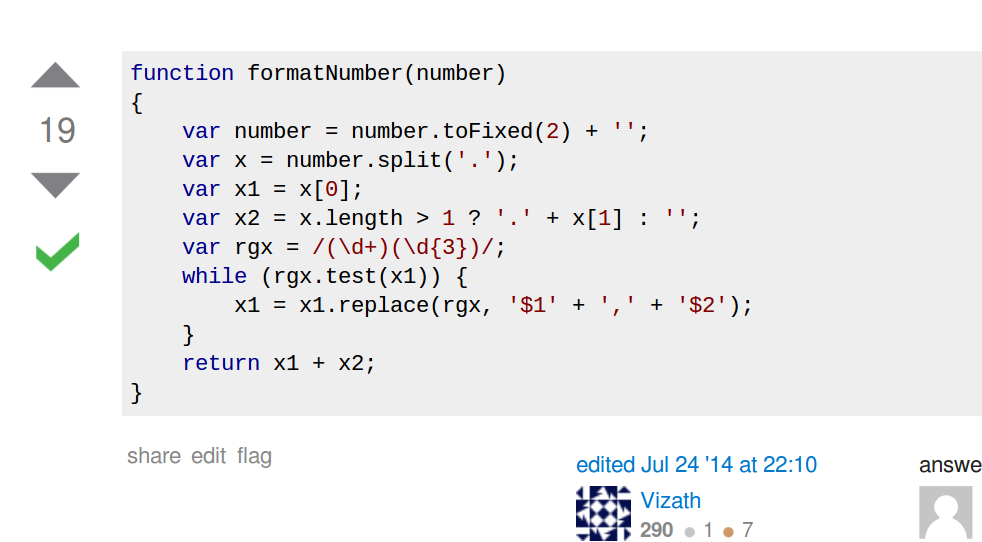 function formatNumber(number)
{
    var number = number.toFixed(2) + '';
    var x = number.split('.');
    var x1 = x[0];
    var x2 = x.length > 1 ? '.' + x[1] : '';
    var rgx = /(\d+)(\d{3})/;
    while (rgx.test(x1)) {
        x1 = x1.replace(rgx, '$1' + ',' + '$2');
    }
    return x1 + x2;
}
19
share edit flag
edited Jul 24 '14 at 22:10
answe
Vizath
290 1 7